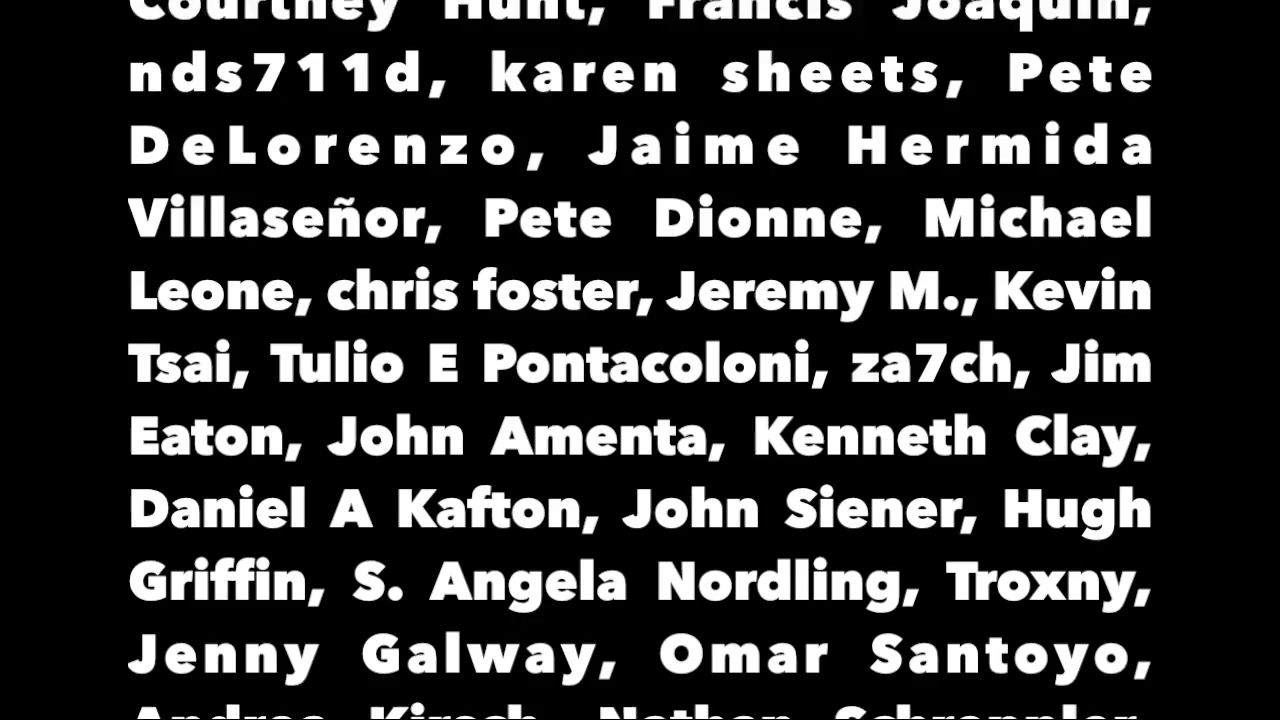 Courtney Hunt, Francis Joaquin,
nds711d, karen sheets, Pete
DeLorenzo, Jaime Hermida
Villaseñor, Pete Dionne, Michael
Leone, chris foster, Jeremy M., Kevin
Tsai, Tulio E Pontacoloni, za7ch, Jim
Eaton, John Amenta, Kenneth Clay,
Daniel A Kafton, John Siener, Hugh
Griffin, S. Angela Nordling, Troxny,
Jenny Galway, Omar Santoyo,
Kirsch, Nathan